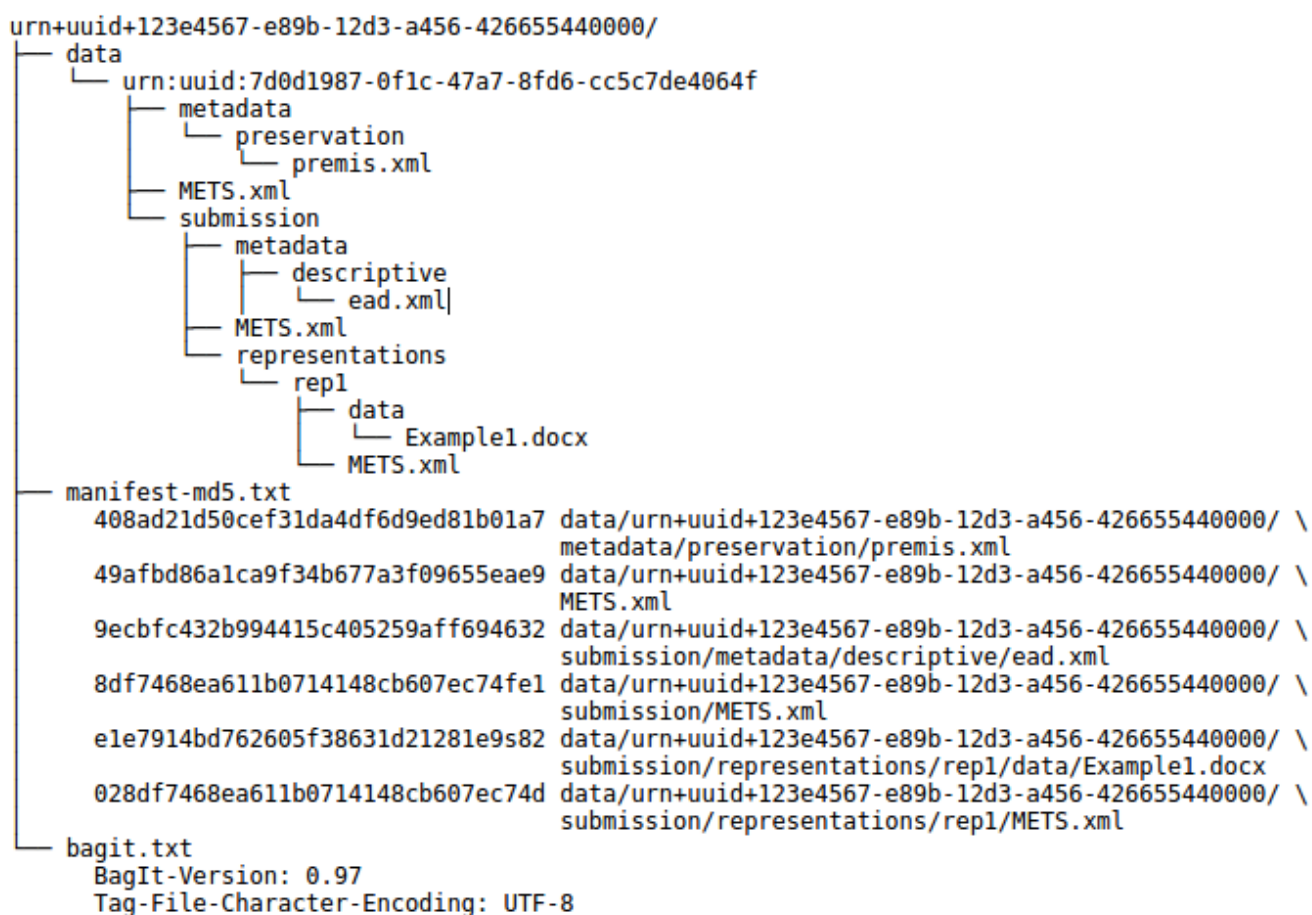 urn+uuid+123e4567-e89b-12d3-a456-426655440000/
├── data
│   └── urn:uuid:7d0d1987-0f1c-47a7-8fd6-cc5c7de4064f
│       ├── metadata
│       │   └── preservation
│       │       └── premis.xml
│       ├── METS.xml
│       └── submission
│           ├── metadata
│           │   ├── descriptive
│           │   │   └── ead.xml
│           ├── METS.xml
│           └── representations
│               └── rep1
│                   ├── data
│                   │   └── Example1.docx
│                   └── METS.xml
├── manifest-md5.txt
│     408ad21d50cef31da4df6d9ed81b01a7 data/urn+uuid+123e4567-e89b-12d3-a456-426655440000/ \
│                                      metadata/preservation/premis.xml
│     49afbd86a1ca9f34b677a3f09655eae9 data/urn+uuid+123e4567-e89b-12d3-a456-426655440000/ \
│                                      METS.xml
│     9ecbfc432b994415c405259aff694632 data/urn+uuid+123e4567-e89b-12d3-a456-426655440000/ \
│                                      submission/metadata/descriptive/ead.xml
│     8df7468ea611b0714148cb607ec74fe1 data/urn+uuid+123e4567-e89b-12d3-a456-426655440000/ \
│                                      submission/METS.xml
│     e1e7914bd762605f38631d21281e9s82 data/urn+uuid+123e4567-e89b-12d3-a456-426655440000/ \
│                                      submission/representations/rep1/data/Example1.docx
│     028df7468ea611b0714148cb607ec74d data/urn+uuid+123e4567-e89b-12d3-a456-426655440000/ \
│                                      submission/representations/rep1/METS.xml
└── bagit.txt
      BagIt-Version: 0.97
      Tag-File-Character-Encoding: UTF-8